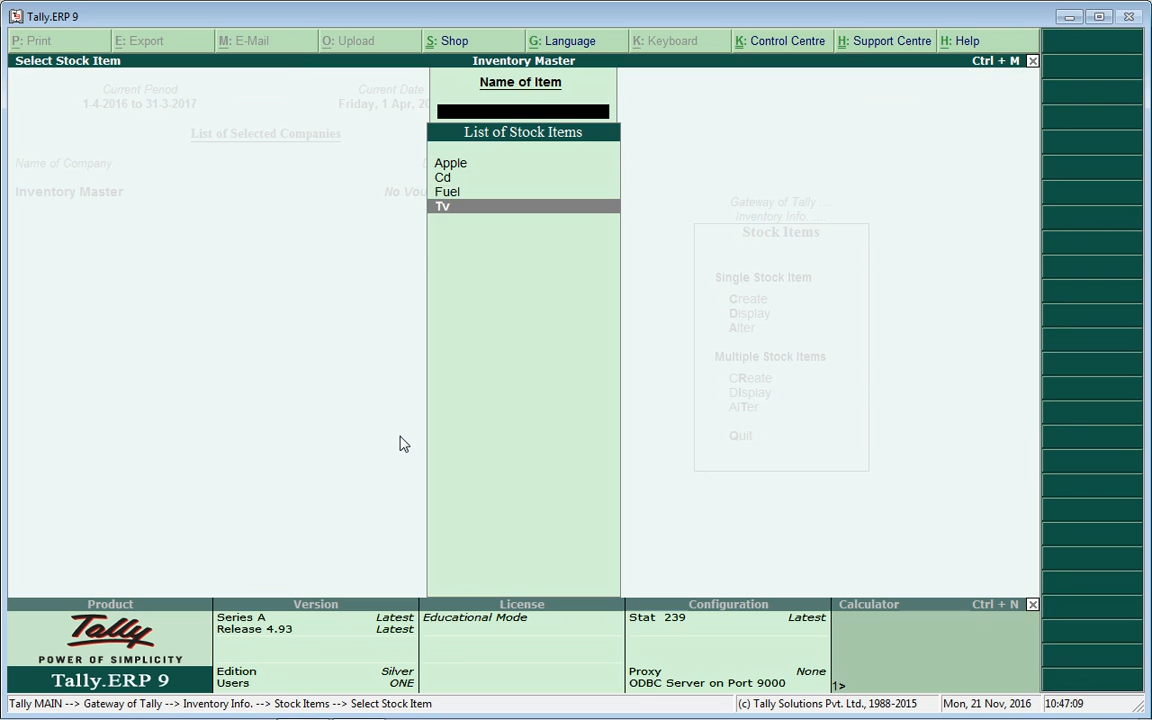 Tally.ERP 9
P: Print
E: Export
M: E-Mail
O: Upload
S: Shop
G: Language
K: Keyboard
K: Control Centre
H: Support Centre
H: Help
Select Stock Item
Inventory Master
Ctrl + M
Current Period
1-4-2016 to 31-3-2017
Current Date
Friday, 1 Apr, 20
List of Selected Companies
Name of Company
Inventory Master
No Vou
Name of Item
List of Stock Items
Apple
Cd
Fuel
Tv
Gateway of Tally ...
Inventory Info. ....
Stock Items
Single Stock Item
Create
Display
Alter
Multiple Stock Items
CReate
DIsplay
AlTer
Quit
Product
Tally
POWER OF SIMPLICITY
Tally.ERP 9
Version
Series A Latest
Release 4.93 Latest
Edition Silver
Users ONE
License
Educational Mode
Configuration
Stat 239 Latest
Proxy None
ODBC Server on Port 9000
Calculator
Ctrl + N
1>
Tally MAIN --> Gateway of Tally --> Inventory Info. --> Stock Items --> Select Stock Item
(c) Tally Solutions Pvt. Ltd., 1988-2015
Mon, 21 Nov, 2016
10:47:09